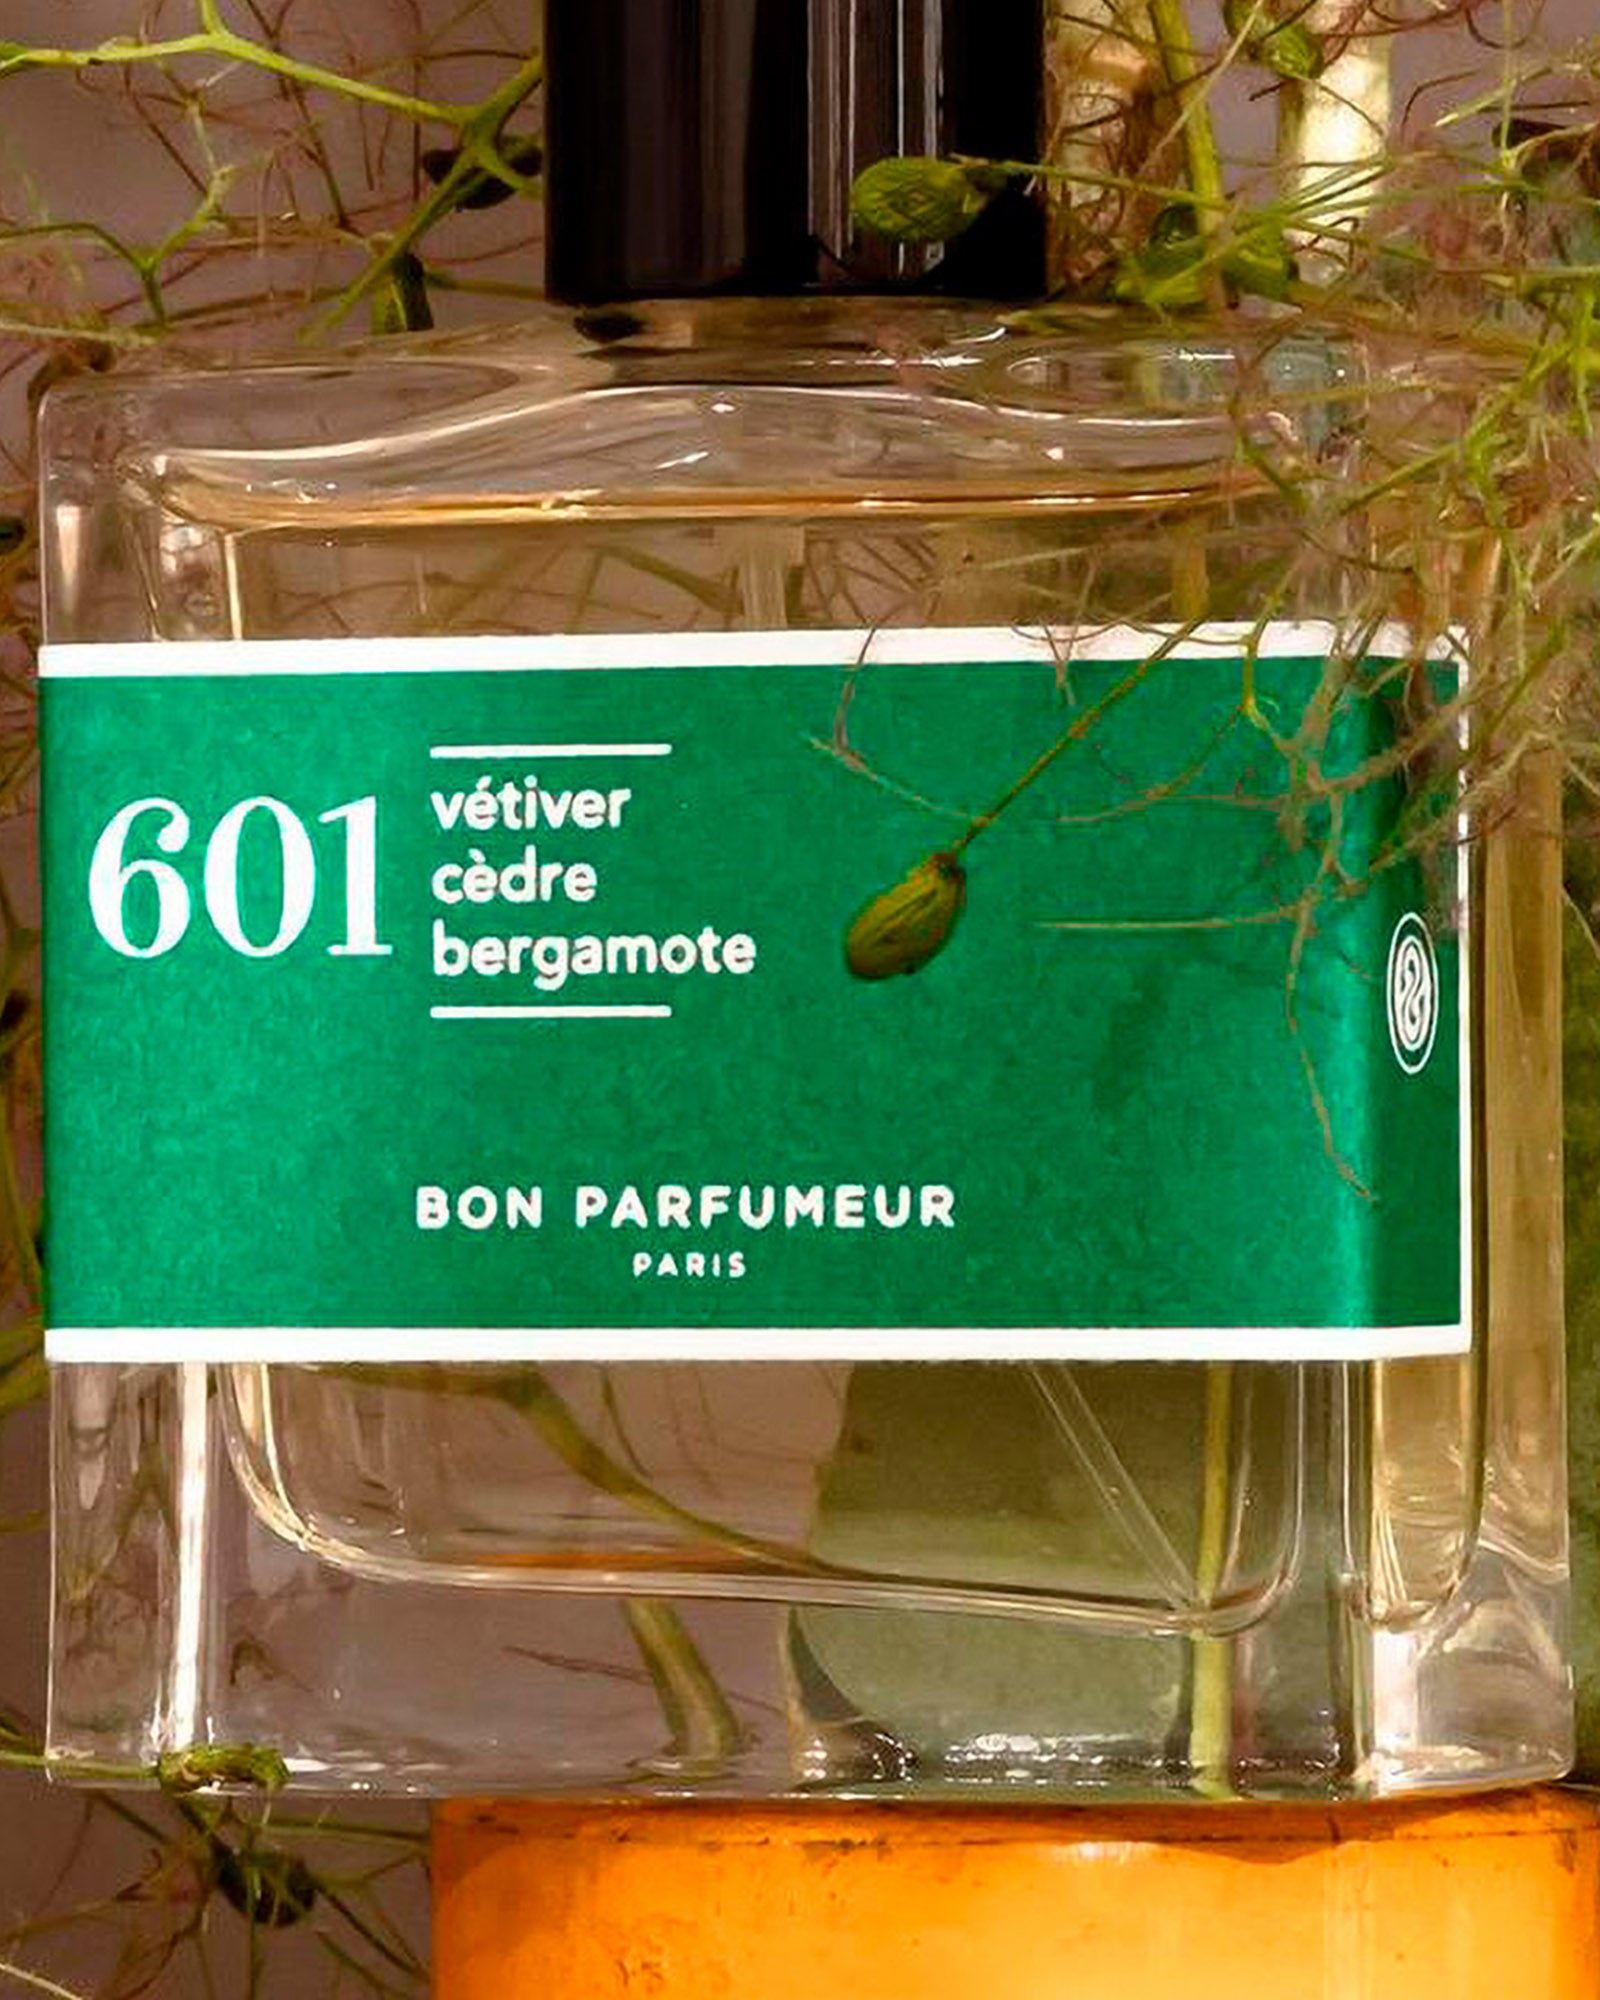 601
vétiver
cèdre
bergamote
BON PARFUMEUR
PARIS